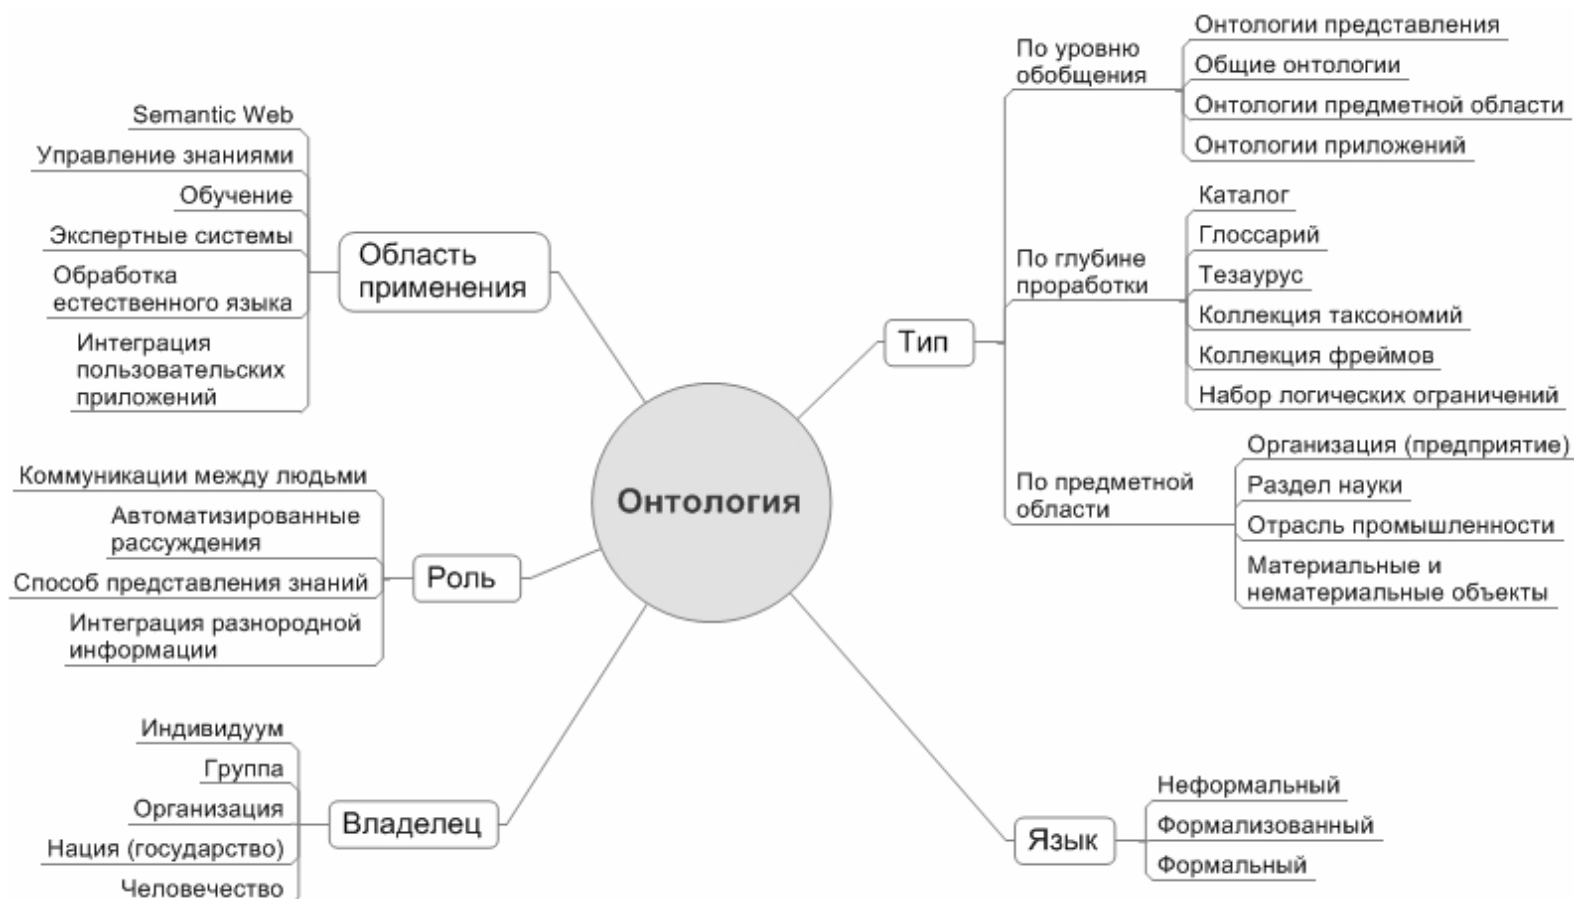 Semantic Web
Управление знаниями
Обучение
Экспертные системы
Обработка
естественного языка
Интеграция
пользовательских
приложений
Область
применения
Коммуникации между людьми
Автоматизированные
рассуждения
Способ представления знаний
Интеграция разнородной
информации
Роль
Индивидуум
Группа
Организация
Нация (государство)
Человечество
Владелец
Онтология
Тип
По уровню
обобщения
Онтологии представления
Общие онтологии
Онтологии предметной области
Онтологии приложений
По глубине
проработки
Каталог
Глоссарий
Тезаурус
Коллекция таксономий
Коллекция фреймов
Набор логических ограничений
По предметной
области
Организация (предприятие)
Раздел науки
Отрасль промышленности
Материальные и
нематериальные объекты
Язык
Неформальный
Формализованный
Формальный